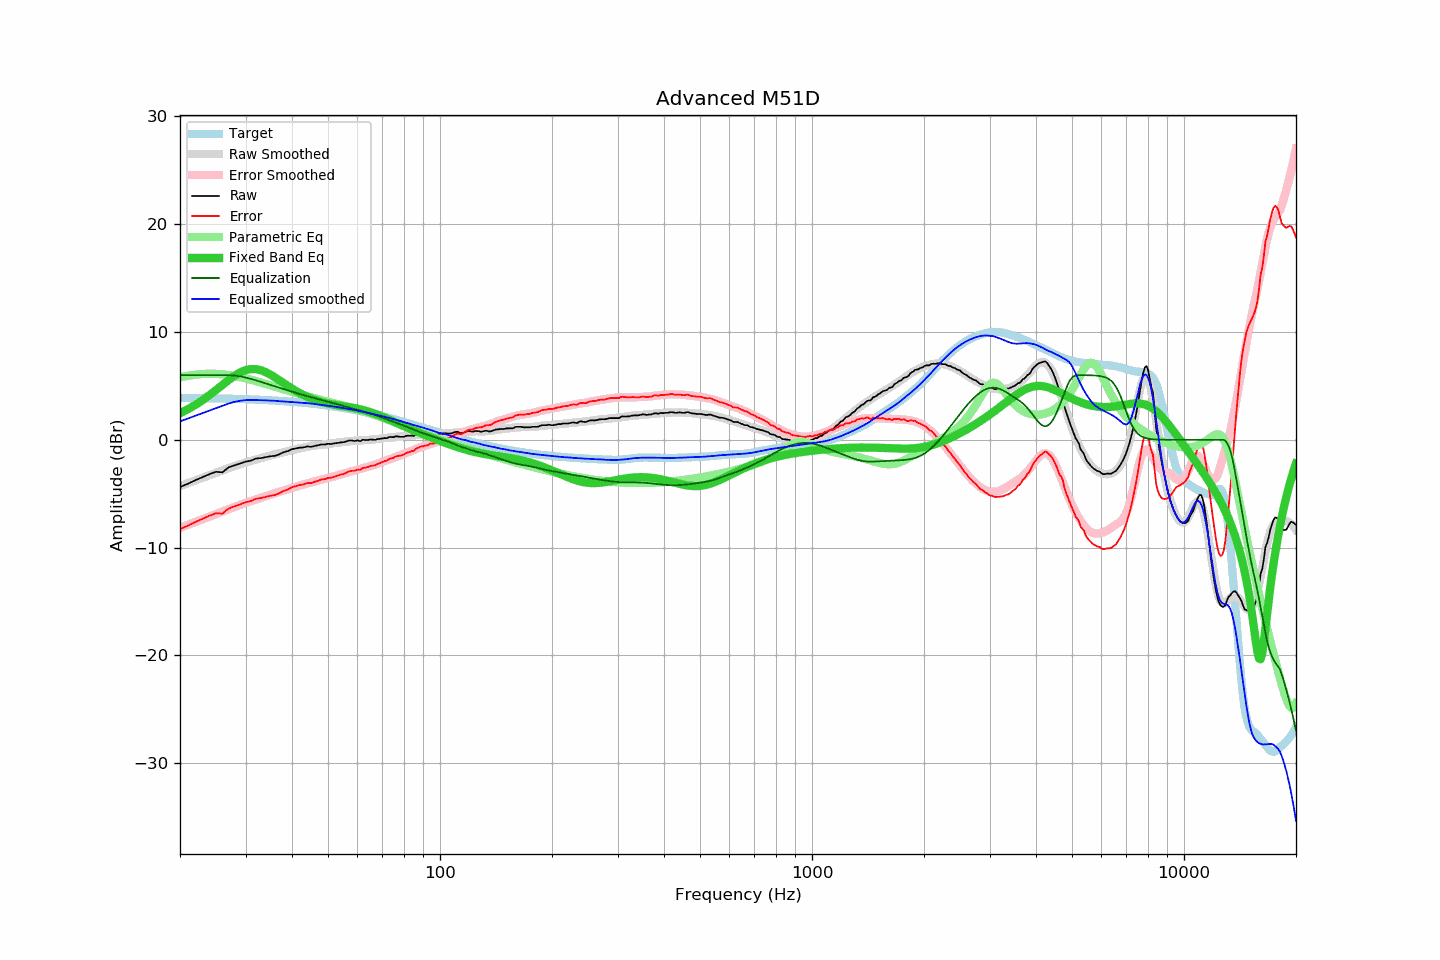 Advanced M51D
30
20
10
0
−10
−20
−30
Amplitude (dBr)
Target
Raw Smoothed
Error Smoothed
Raw
Error
Parametric Eq
Fixed Band Eq
Equalization
Equalized smoothed
100
1000
10000
Frequency (Hz)